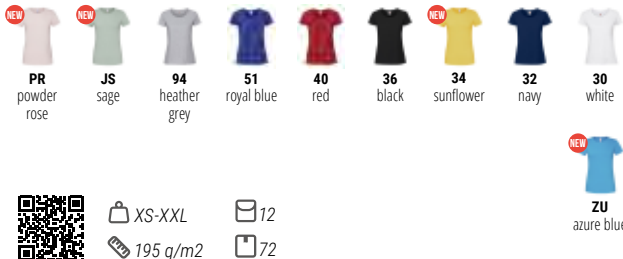 NEW NEW NEW
PR JS 94 51 40 36 34 32 30
powder sage heather royal blue red black sunflower navy white
rose grey
NEW
ZU
azure blue
XS-XXL 12
195 g/m2 72